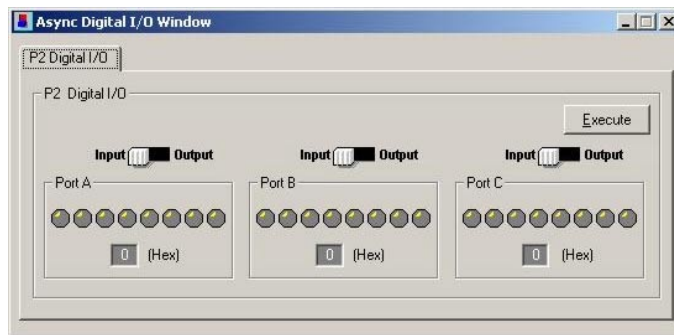 Async Digital I/O Window
P2 Digital I/O
P2 Digital I/O
Execute
Input Output Input Output Input Output
Port A Port B Port C
0 (Hex) 0 (Hex) 0 (Hex)